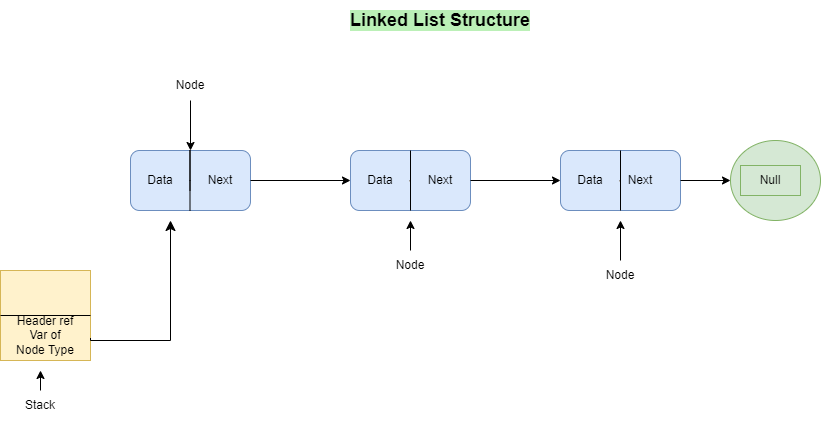 Linked List Structure
Node
Data Next
Data Next
Data Next
Null
Node
Node
Header ref
Var of
Node Type
Stack